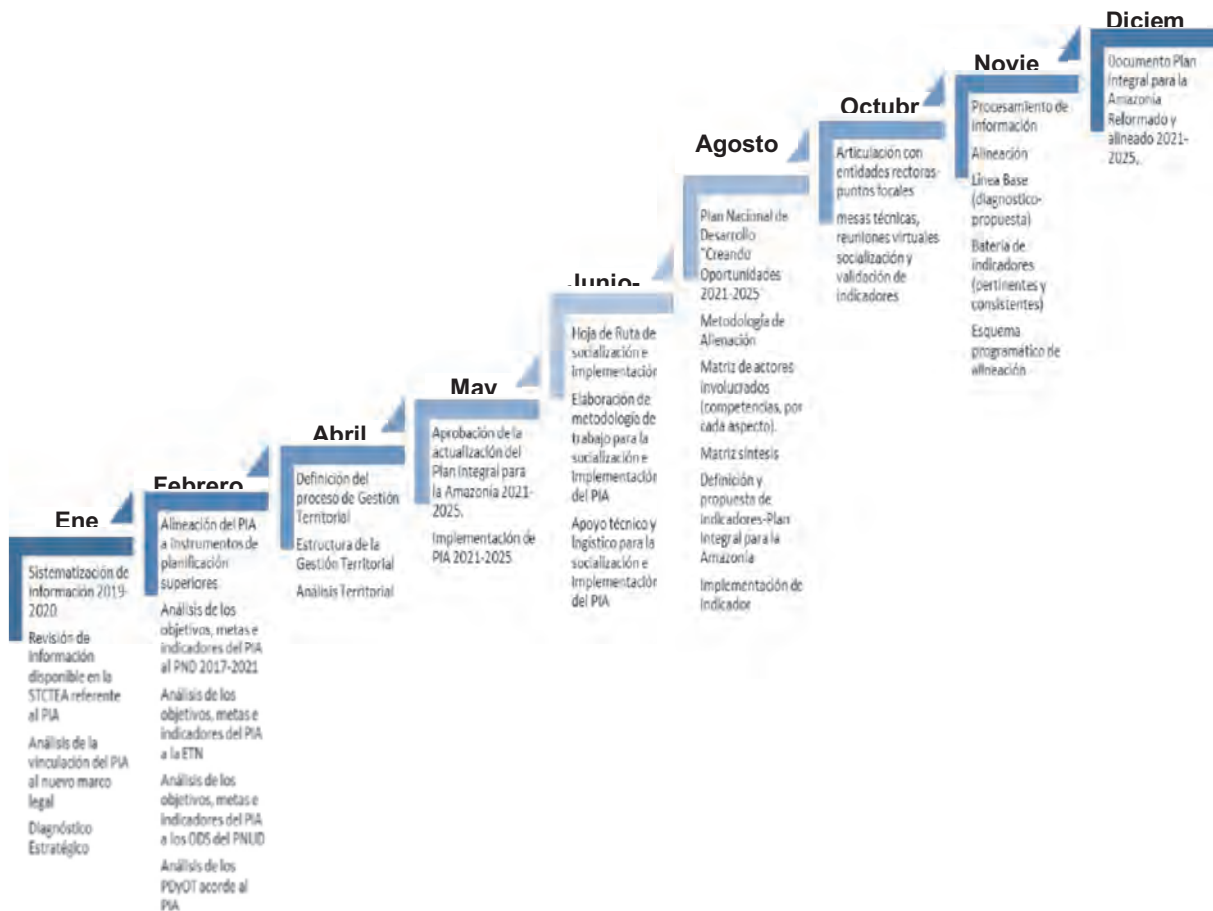 Ene
Sistematización de
información 2019-
2020
Revisión de
información
disponible en la
STCTEA referente
al PIA
Análisis de la
vinculación del PIA
al nuevo marco
legal
Diagnóstico
Estratégico
Febrero
Alineación del PIA
a instrumentos de
planificación
superiores
Análisis de los
objetivos, metas e
indicadores del PIA
al PND 2017-2021
Análisis de los
objetivos, metas e
indicadores del PIA
a la ETN
Análisis de los
objetivos, metas e
indicadores del PIA
a los ODS del PNUD
Análisis de los
PDyOT acorde al
PIA
Abril
Definición del
proceso de Gestión
Territorial
Estructura de la
Gestión Territorial
Análisis Territorial
May
Aprobación de la
actualización del
Plan Integral para
la Amazonía 2021-
2025.
Implementación de
PIA 2021-2025
Junio-
Hoja de Ruta de
socialización e
implementación
Elaboración de
metodología de
trabajo para la
socialización e
implementación
del PIA
Apoyo técnico y
logístico para la
socialización e
implementación
del PIA
Agosto
Plan Nacional de
Desarrollo
"Creando
Oportunidades
2021-2025
Metodología de
Alienación
Matriz de actores
involucrados
(competencias, por
cada aspecto).
Matriz síntesis
Definición y
propuesta de
indicadores-Plan
Integral para la
Amazonía
Implementación de
indicador
Octubr
Articulación con
entidades rectoras-
puntos focales
mesas técnicas,
reuniones virtuales
socialización y
validación de
indicadores
Novie
Procesamiento de
información
Alineación
Línea Base
(diagnostico-
propuesta)
Batería de
indicadores
(pertinentes y
consistentes)
Esquema
programático de
alineación
Diciem
Documento Plan
Integral para la
Amazonía
Reformado y
alineado 2021-
2025.